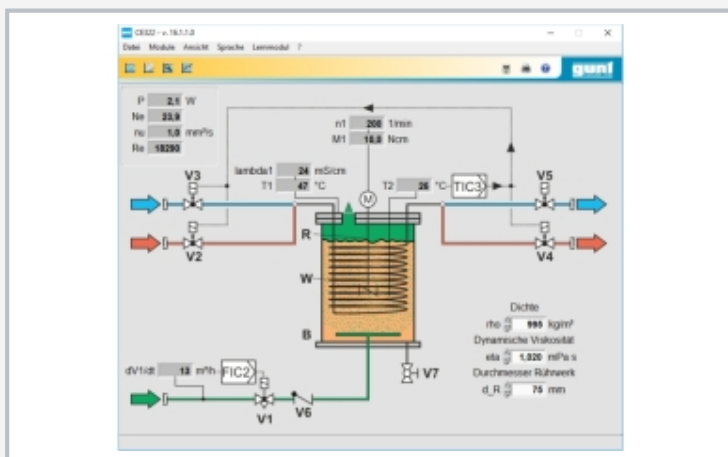 CE322 - v. 16.1.1.0
Datei Module Ansicht Sprache Lernmodul ?
gunt
P 2,1 W
Ne 23,9
nu 1,0 mm²/s
Re 18290
n1 200 1/min
M1 10,0 Ncm
lambda1 24 mS/cm
T1 47 °C
T2 26 °C
TIC3
V3
V5
M
V2
V4
R
W
B
Dichte
rho 995 kg/m³
Dynamische Viskosität
eta 1,020 mPa s
Durchmesser Rührwerk
d_R 75 mm
dV1/dt 13 m³/h
FIC2
V7
V1
V6